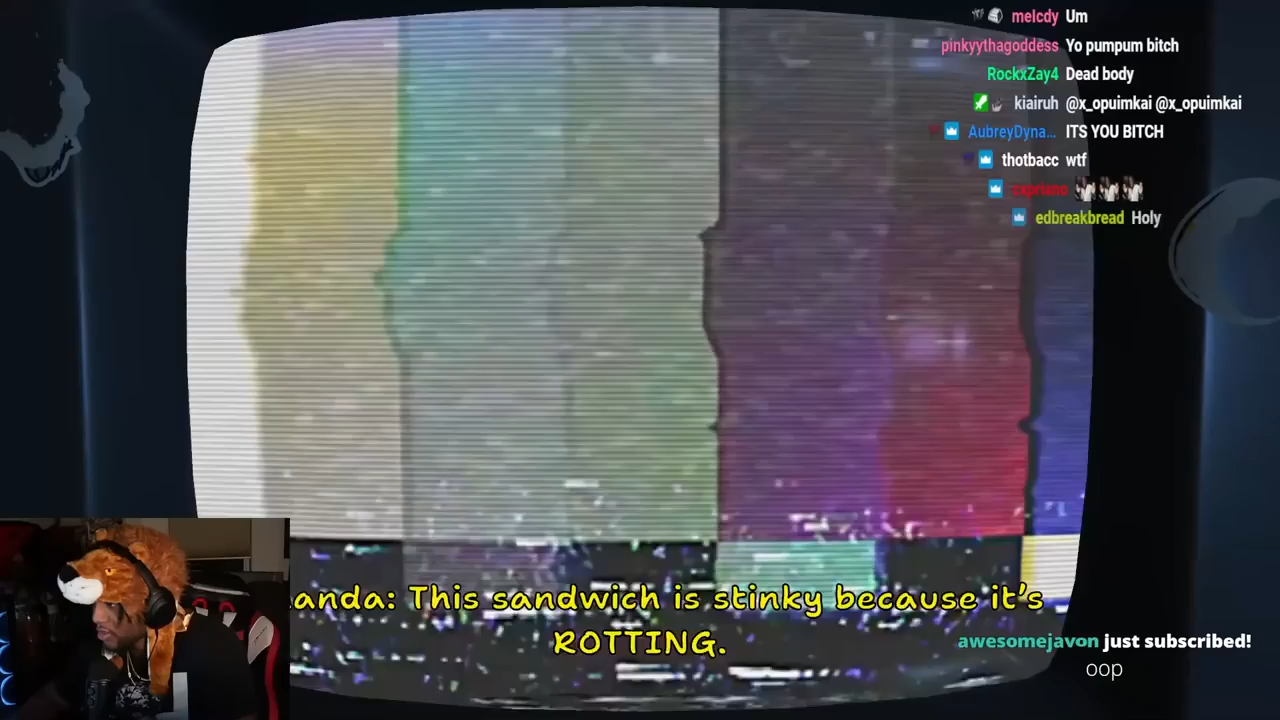 melcdy Um
pinkyythagoddess Yo pumpum bitch
RockxZay4 Dead body
kiairuh @x_opuimkai @x_opuimkai
AubreyDyna... ITS YOU BITCH
thotbacc wtf
zxpriano
edbreakbread Holy
anda: This sandwich is stinky because it's
ROTTING.
awesomejavon just subscribed!
oop